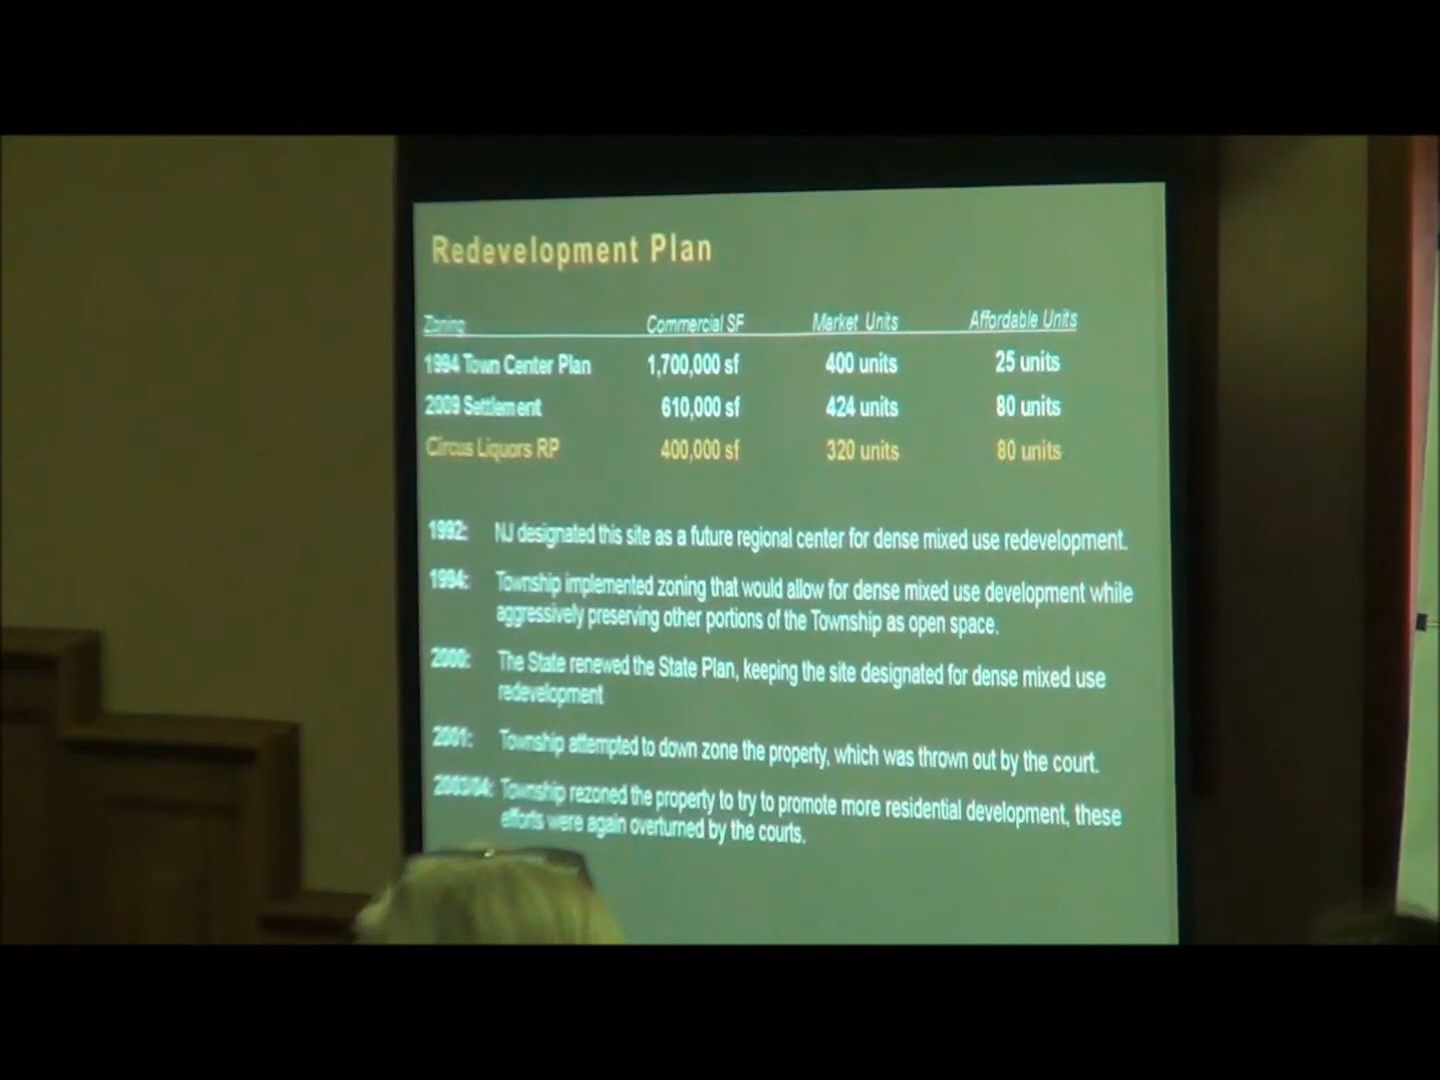 Redevelopment Plan
Zoning Commercial SF Market Units Affordable Units
1994 Town Center Plan 1,700,000 sf 400 units 25 units
2009 Settlement 610,000 sf 424 units 80 units
Circus Liquors RP 400,000 sf 320 units 80 units
1992: NJ designated this site as a future regional center for dense mixed use redevelopment.
1994: Township implemented zoning that would allow for dense mixed use development while
aggressively preserving other portions of the Township as open space.
2000: The State renewed the State Plan, keeping the site designated for dense mixed use
redevelopment
2001: Township attempted to down zone the property, which was thrown out by the court.
2003/04: Township rezoned the property to try to promote more residential development, these
efforts were again overturned by the courts.